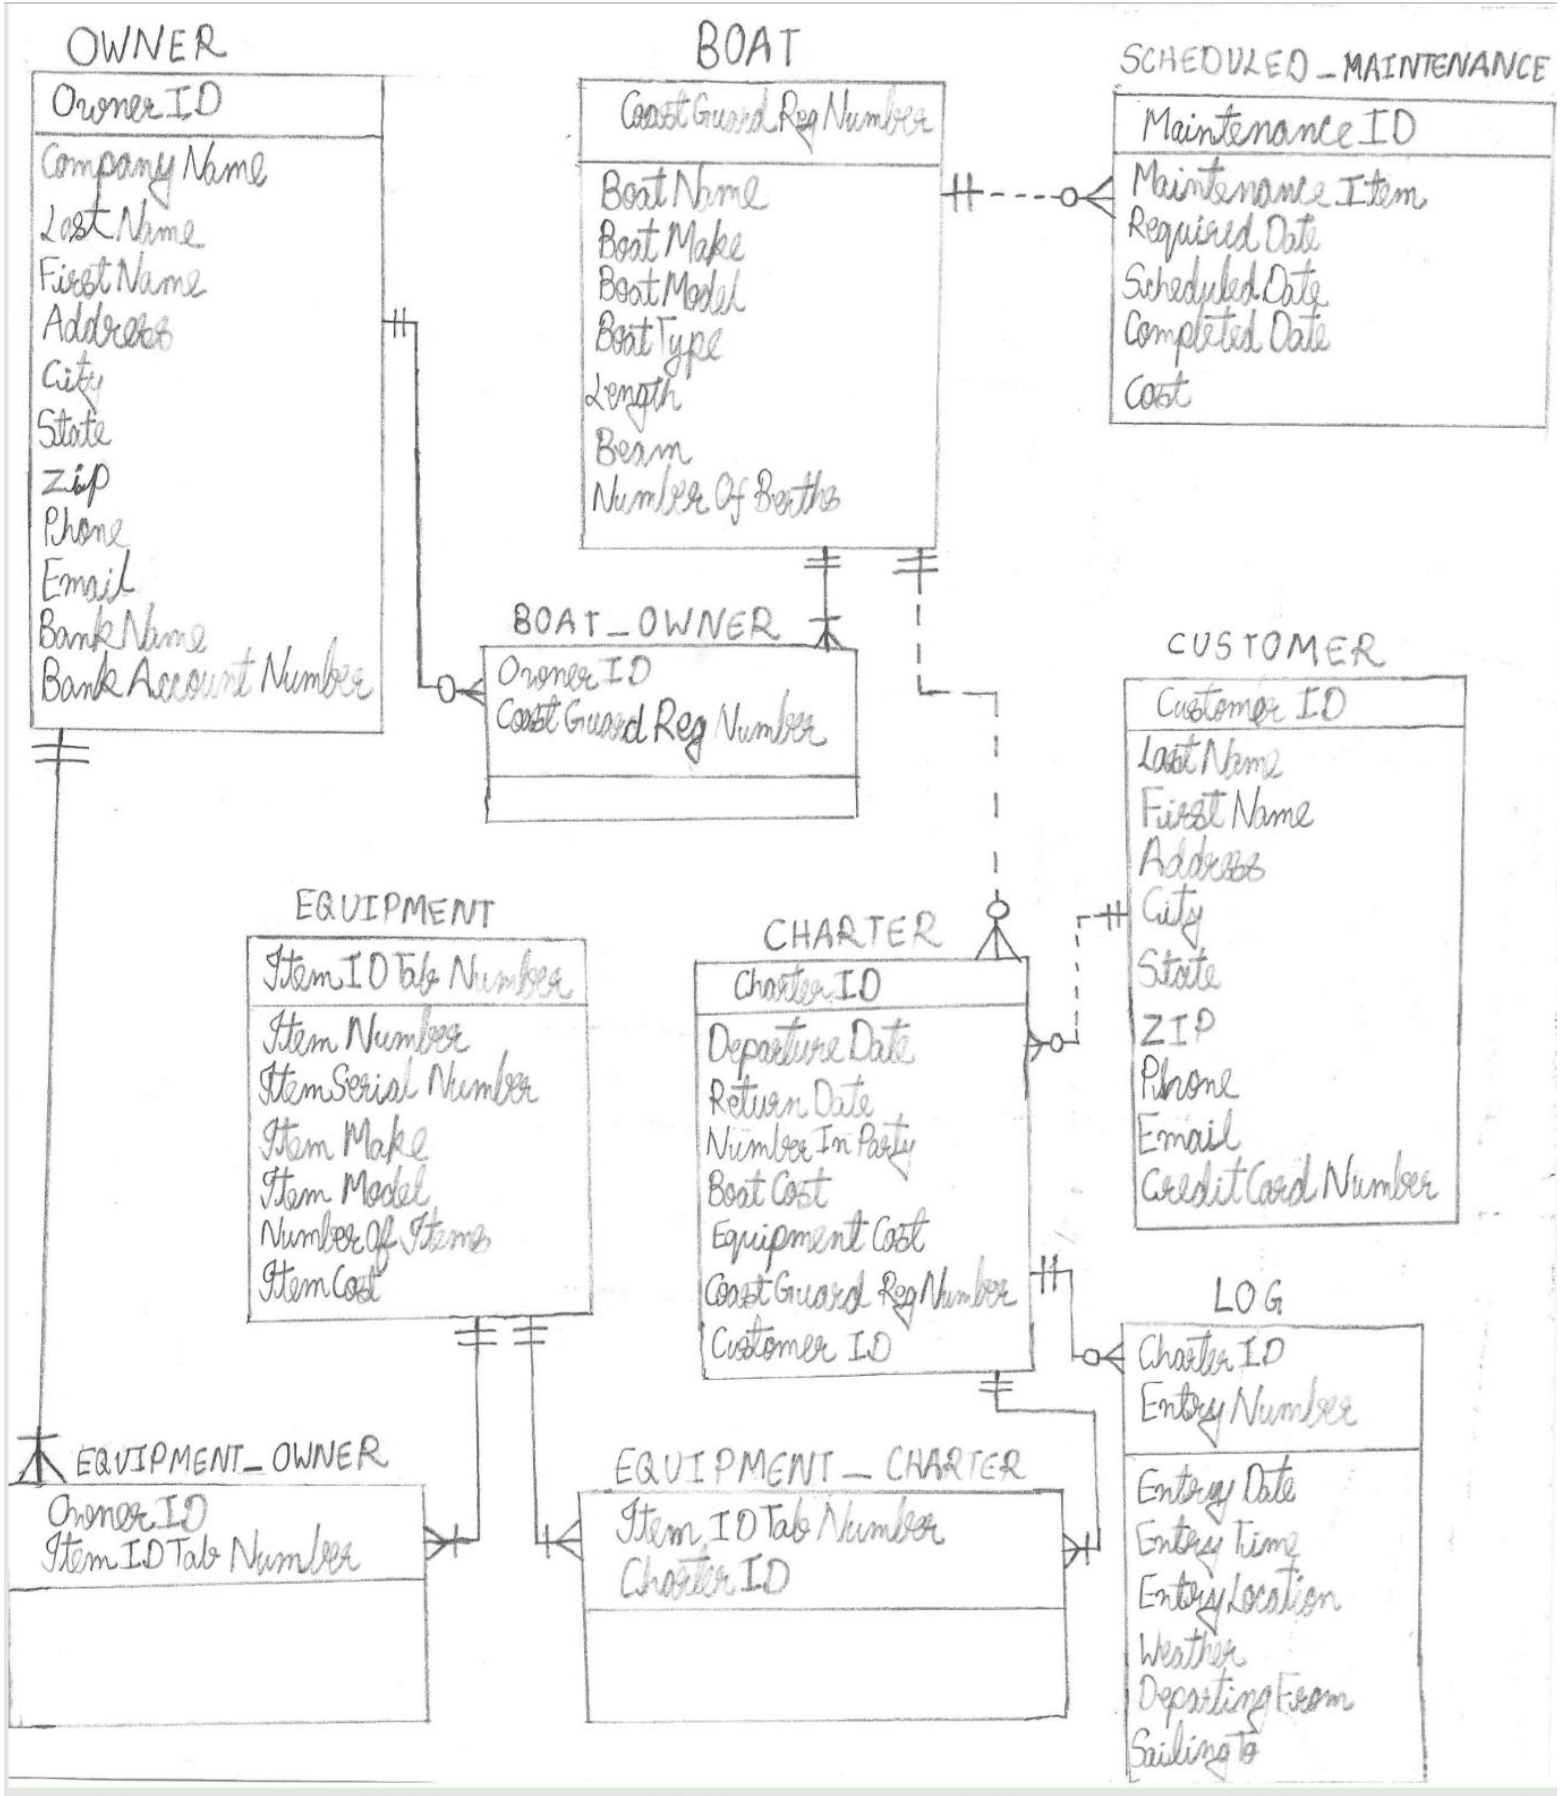 OWNER
OwnerID
Company Name
Last Name
First Name
Address
City
State
Zip
Phone
Email
Bank Name
Bank Account Number
BOAT
Coast Guard Reg Number
Boat Name
Boat Make
Boat Model
Boat Type
Length
Beam
Number Of Berths
SCHEDULED_MAINTENANCE
Maintenance ID
Maintenance Item
Required Date
Scheduled Date
Completed Date
Cost
BOAT_OWNER
Owner ID
Coast Guard Reg Number
CUSTOMER
Customer ID
Last Name
First Name
Address
City
State
ZIP
Phone
Email
Credit Card Number
EQUIPMENT
Item ID Tab Number
Item Number
Item Serial Number
Item Make
Item Model
Number Of Items
Item Cost
CHARTER
Charter ID
Departure Date
Return Date
Number In Party
Boat Cost
Equipment Cost
Coast Guard Reg Number
Customer ID
LOG
Charter ID
Entry Number
Entry Date
Entry Time
Entry Location
Weather
Departing From
Sailing To
EQUIPMENT_OWNER
Owner ID
Item ID Tab Number
EQUIPMENT_CHARTER
Item ID Tab Number
Charter ID